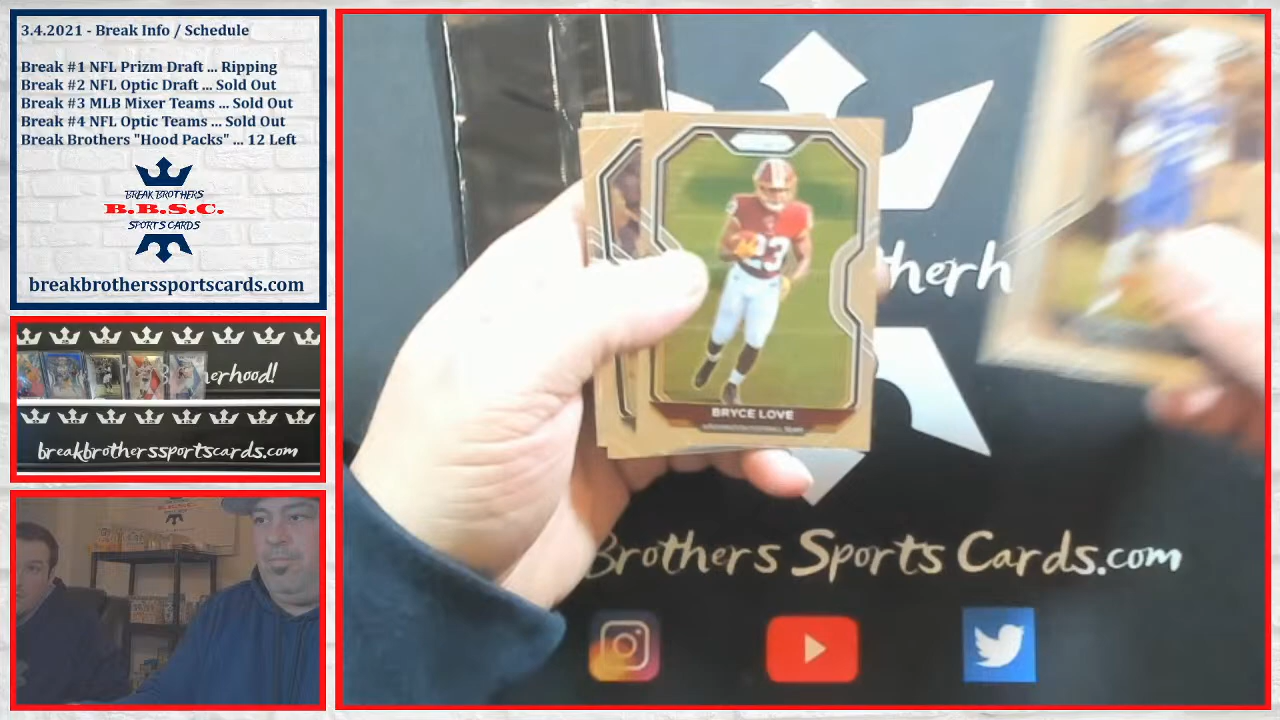 3.4.2021 - Break Info / Schedule
Break #1 NFL Prizm Draft ... Ripping
Break #2 NFL Optic Draft ... Sold Out
Break #3 MLB Mixer Teams ... Sold Out
Break #4 NFL Optic Teams ... Sold Out
Break Brothers "Hood Packs" ... 12 Left
BREAK BROTHERS
B.B.S.C.
SPORTS CARDS
breakbrotherssportscards.com
erhood!
breakbrotherssportscards.com
23
BRYCE LOVE
therh
Brothers Sports Cards.com